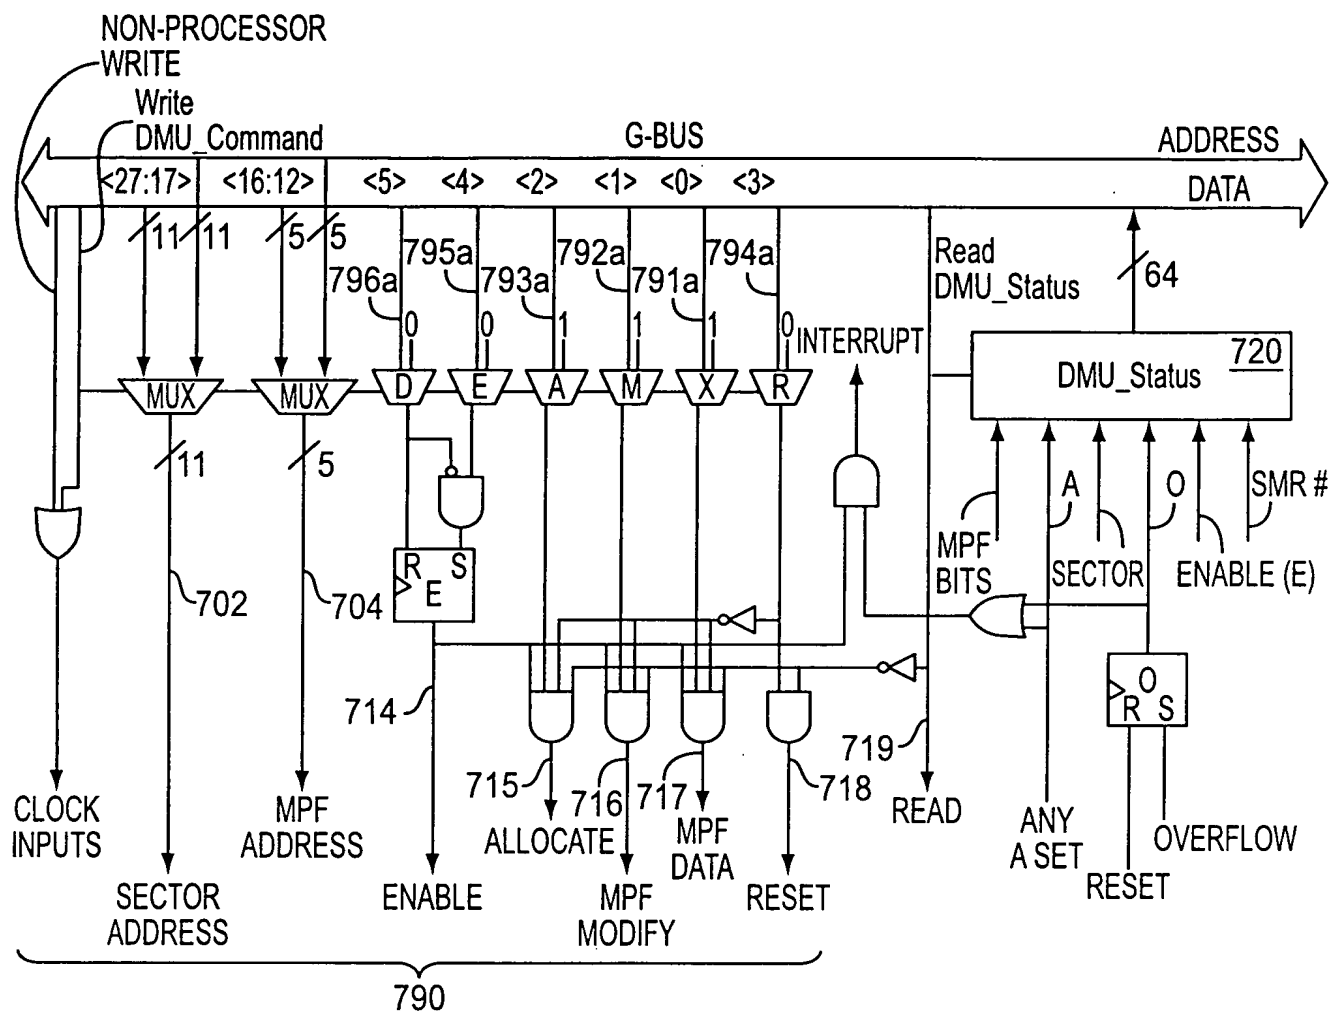 NON-PROCESSOR
WRITE
Write
DMU_Command
G-BUS
ADDRESS
<27:17>
<16:12>
<5>
<4>
<2>
<1>
<0>
<3>
DATA
11
11
5
5
796a
795a
793a
792a
791a
794a
Read
DMU_Status
64
0
0
1
1
1
0
INTERRUPT
720
DMU_Status
MUX
MUX
D
E
A
M
X
R
11
5
A
O
SMR #
MPF
BITS
SECTOR
ENABLE (E)
R S
E
702
704
O
R S
714
715
716
717
718
719
CLOCK
INPUTS
MPF
ADDRESS
ALLOCATE
MPF
DATA
READ
ANY
A SET
OVERFLOW
RESET
SECTOR
ADDRESS
ENABLE
MPF
MODIFY
RESET
790